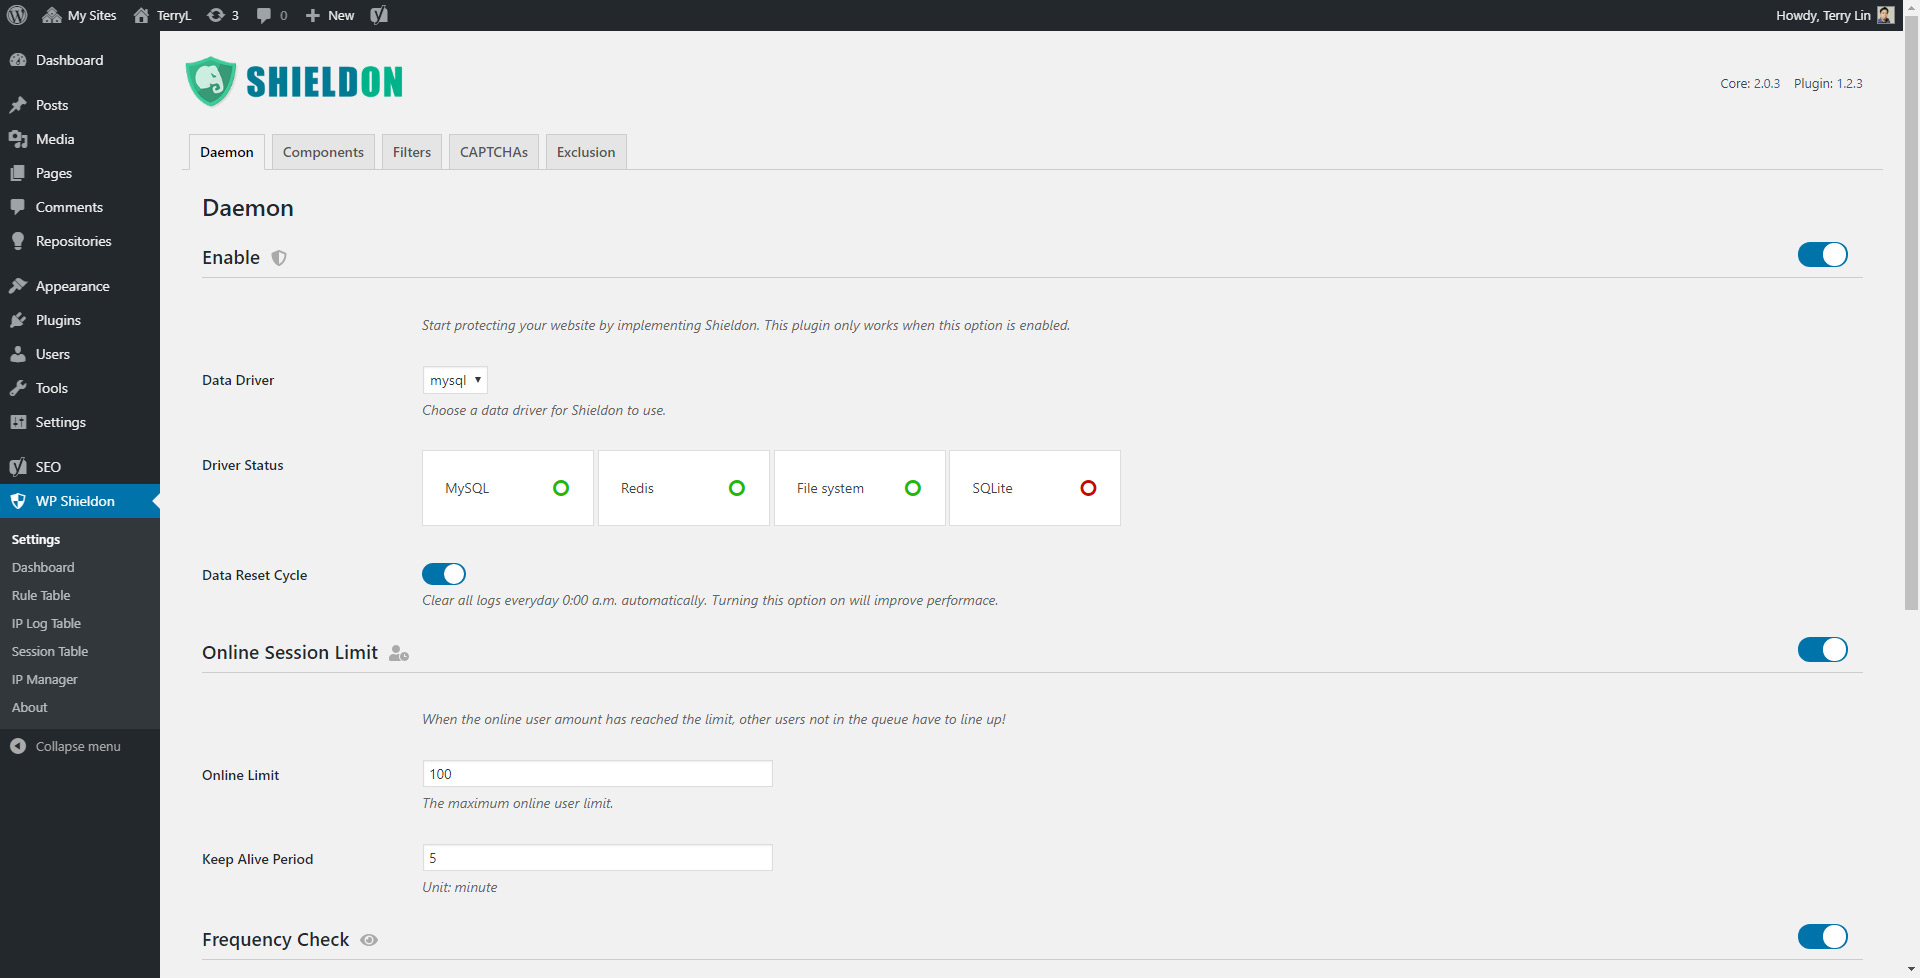 My Sites
TerryL
3
0
New
Howdy, Terry Lin
Dashboard
Posts
Media
Pages
Comments
Repositories
Appearance
Plugins
Users
Tools
Settings
SEO
WP Shieldon
Settings
Dashboard
Rule Table
IP Log Table
Session Table
IP Manager
About
Collapse menu
SHIELDON
Core: 2.0.3 Plugin: 1.2.3
Daemon
Components
Filters
CAPTCHAs
Exclusion
Daemon
Enable
Start protecting your website by implementing Shieldon. This plugin only works when this option is enabled.
Data Driver
mysql
Choose a data driver for Shieldon to use.
Driver Status
MySQL
Redis
File system
SQLite
Data Reset Cycle
Clear all logs everyday 0:00 a.m. automatically. Turning this option on will improve performace.
Online Session Limit
When the online user amount has reached the limit, other users not in the queue have to line up!
Online Limit
100
The maximum online user limit.
Keep Alive Period
5
Unit: minute
Frequency Check